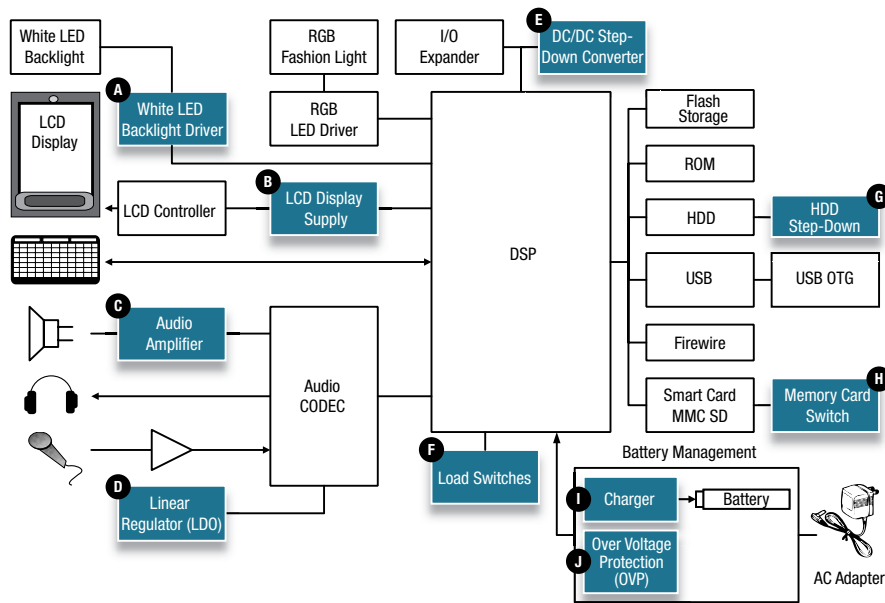 White LED
Backlight
RGB
Fashion Light
I/O
Expander
E
DC/DC Step-
Down Converter
A
White LED
Backlight Driver
LCD
Display
RGB
LED Driver
Flash
Storage
ROM
B
LCD Display
Supply
LCD Controller
DSP
HDD
G
HDD
Step-Down
USB
USB OTG
C
Audio
Amplifier
Firewire
Audio
CODEC
Smart Card
MMC SD
H
Memory Card
Switch
F
Load Switches
Battery Management
D
Linear
Regulator (LDO)
I
Charger
Battery
J
Over Voltage
Protection
(OVP)
AC Adapter